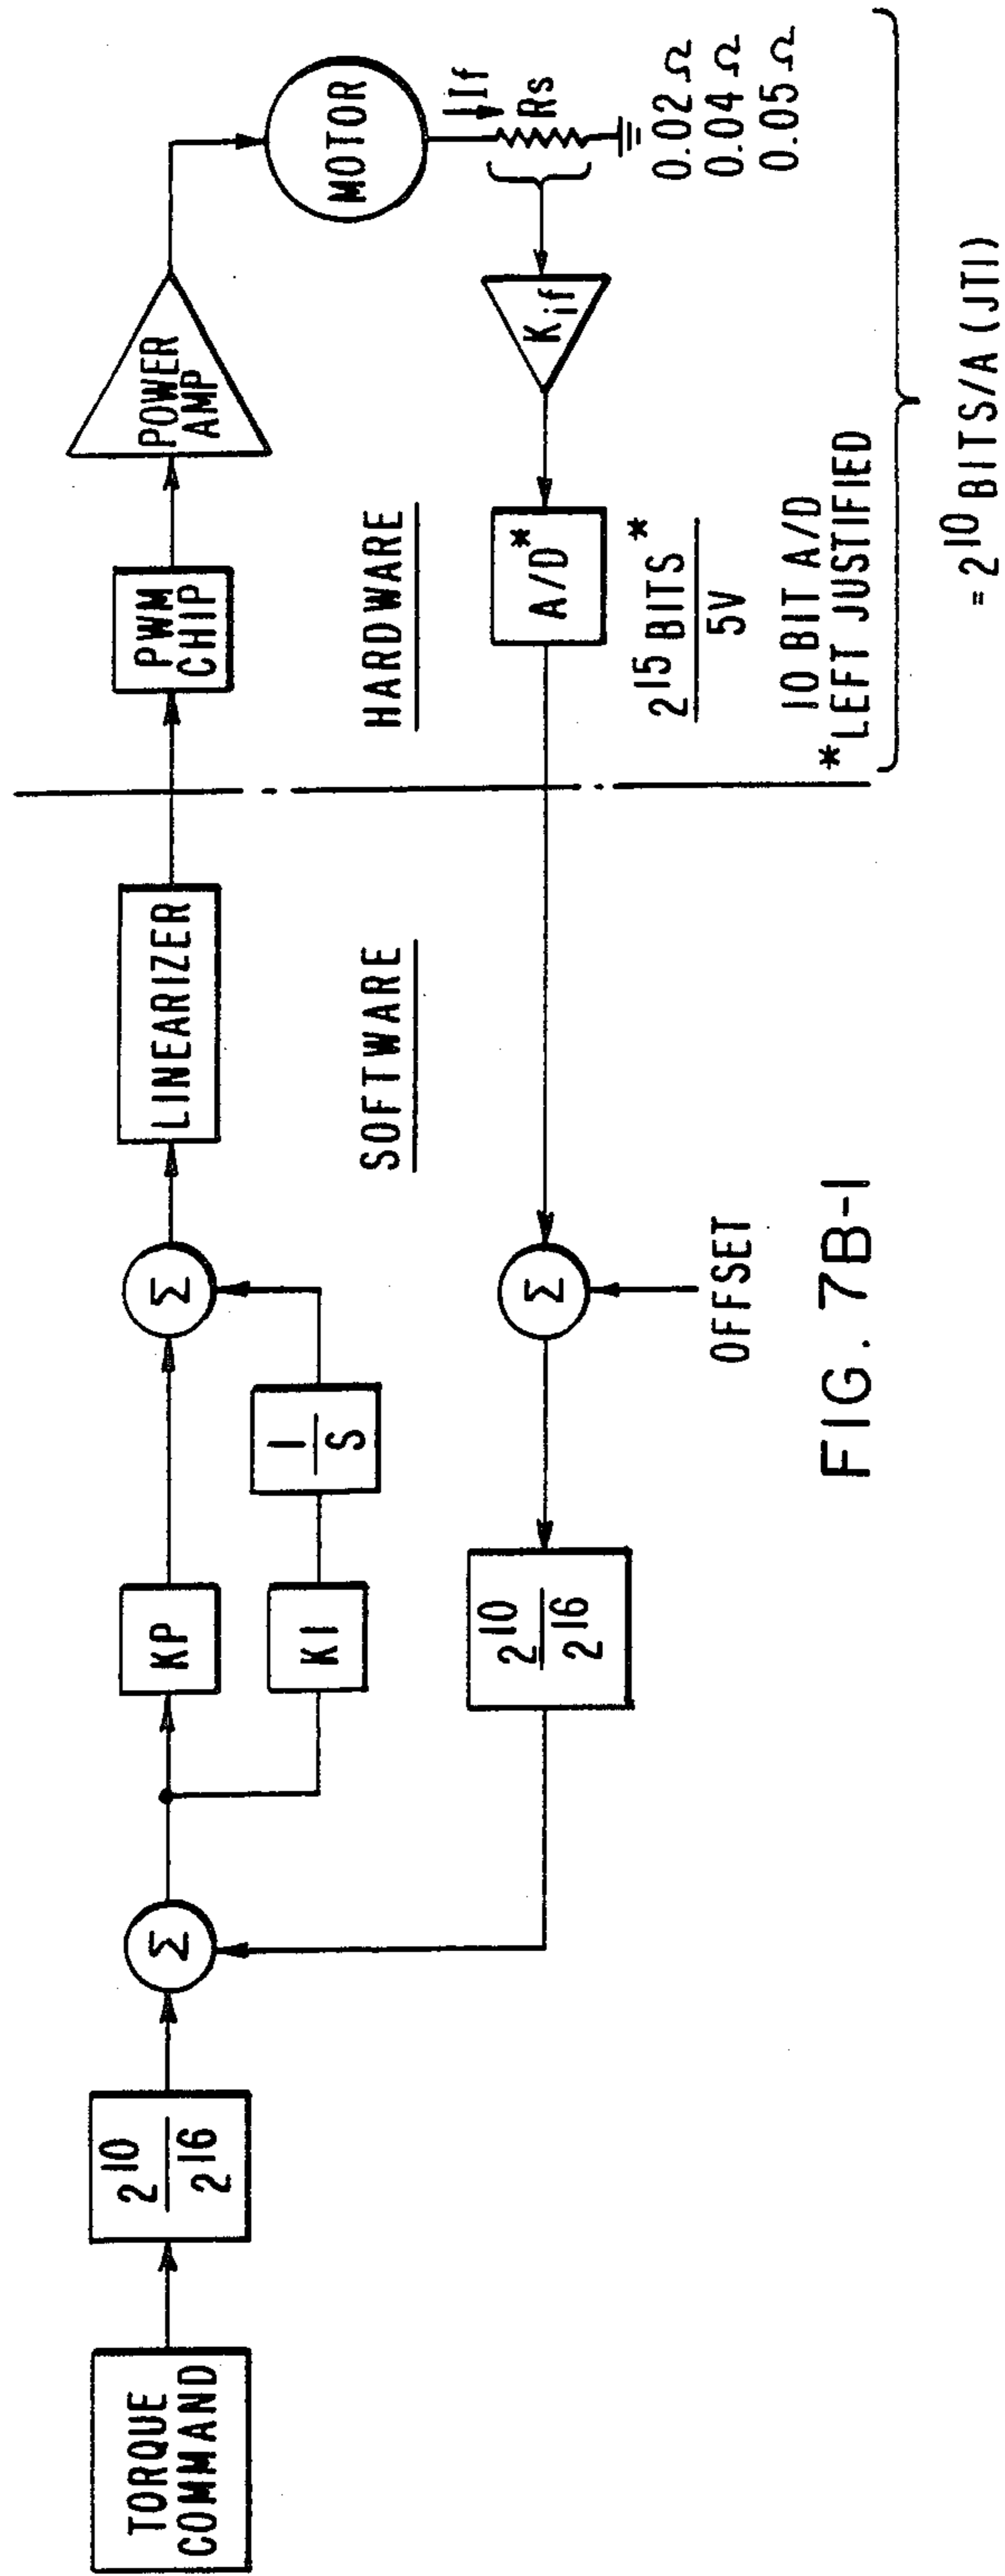 TORQUE
COMMAND
2^10
2^16
Σ
KP
KI
1
S
Σ
LINEARIZER
PWM
CHIP
POWER
AMP
MOTOR
If
Rs
0.02 Ω
0.04 Ω
0.05 Ω
SOFTWARE
HARDWARE
2^10
2^16
Σ
OFFSET
A/D*
Kif
2^15 BITS*
5V
10 BIT A/D
*LEFT JUSTIFIED
= 2^10 BITS/A (JT1)
FIG. 7B-1